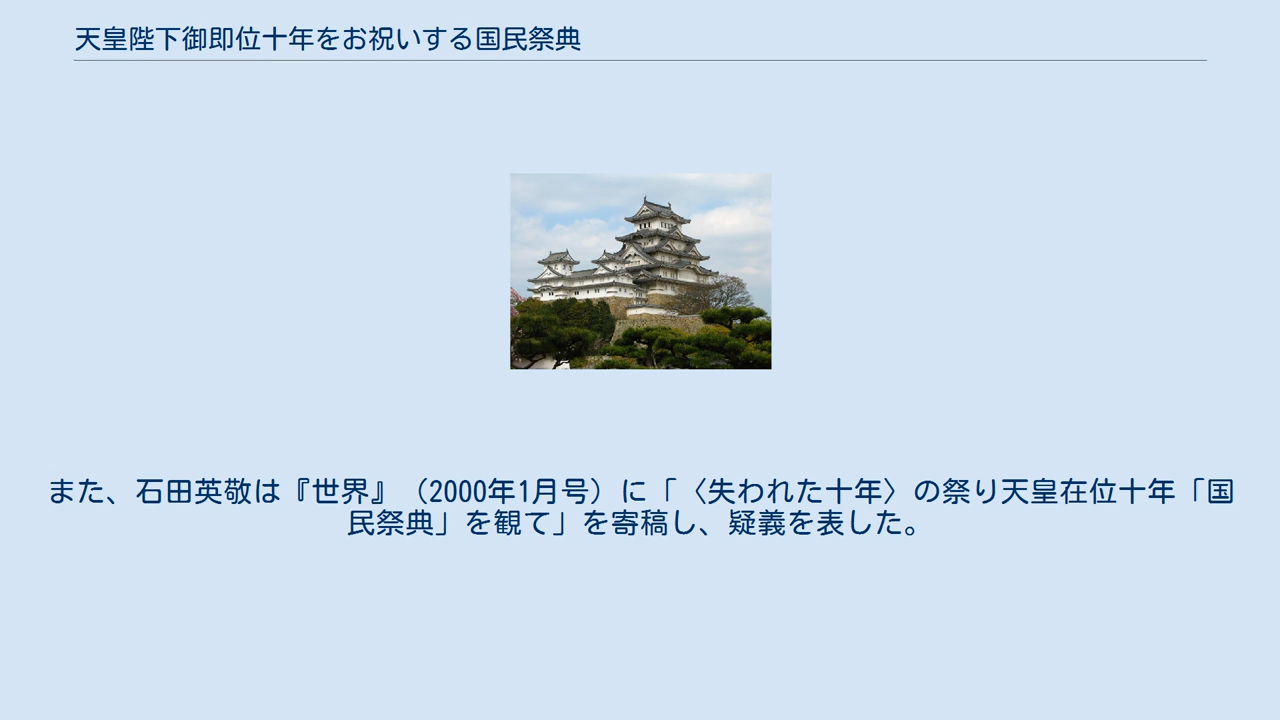 天皇陛下御即位十年をお祝いする国民祭典
また、石田英敬は『世界』（2000年1月号）に「〈失われた十年〉の祭り天皇在位十年「国
民祭典」を観て」を寄稿し、疑義を表した。